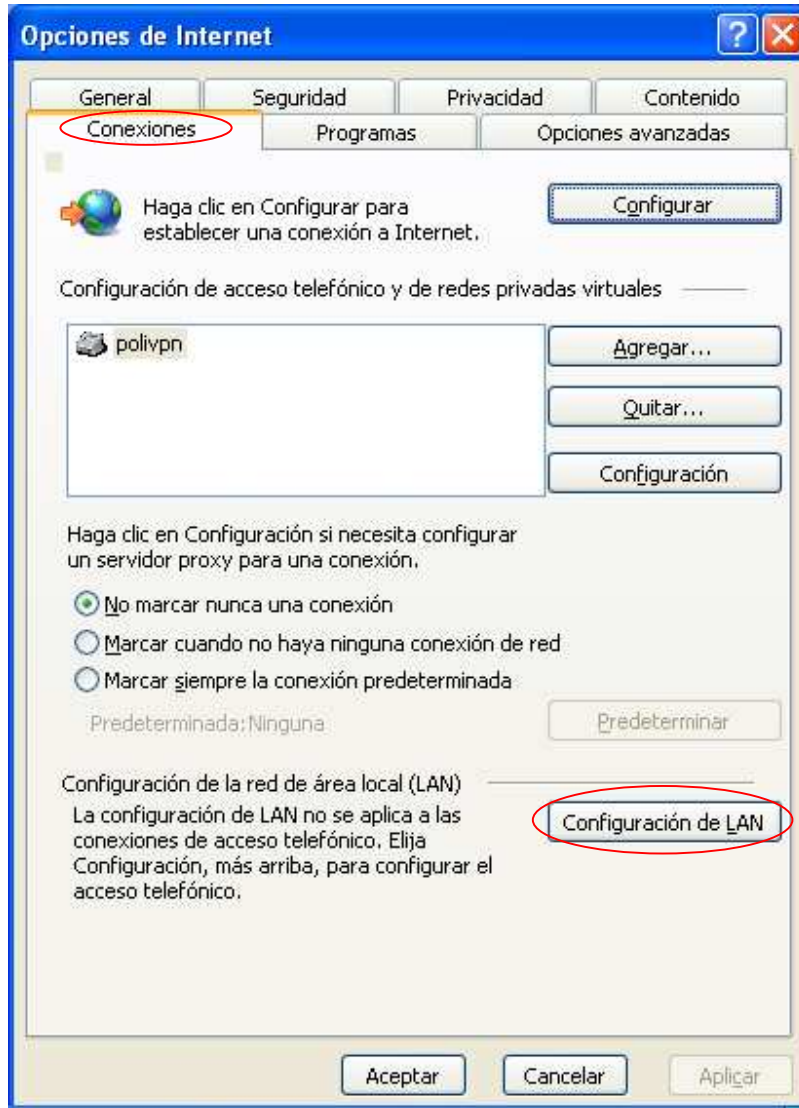 Opciones de Internet
General
Seguridad
Privacidad
Contenido
Conexiones
Programas
Opciones avanzadas
Haga clic en Configurar para
establecer una conexión a Internet.
Configurar
Configuración de acceso telefónico y de redes privadas virtuales
polivpn
Agregar...
Quitar...
Configuración
Haga clic en Configuración si necesita configurar
un servidor proxy para una conexión.
No marcar nunca una conexión
Marcar cuando no haya ninguna conexión de red
Marcar siempre la conexión predeterminada
Predeterminada:Ninguna
Predeterminar
Configuración de la red de área local (LAN)
La configuración de LAN no se aplica a las
conexiones de acceso telefónico. Elija
Configuración, más arriba, para configurar el
acceso telefónico.
Configuración de LAN
Aceptar
Cancelar
Aplicar